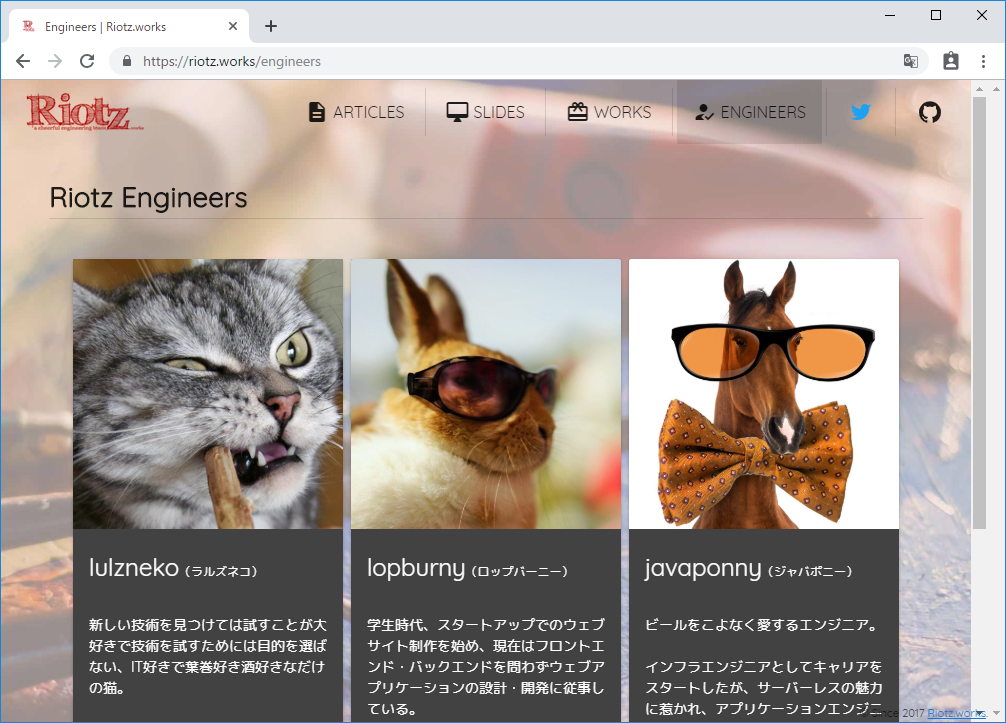 Engineers | Riotz.works
https://riotz.works/engineers
Riotz
a cheerful engineering team .works
ARTICLES
SLIDES
WORKS
ENGINEERS
Riotz Engineers
lulzneko（ラルズネコ）
新しい技術を見つけては試すことが大
好きで技術を試すためには目的を選ば
ない、IT好きで葉巻好き酒好きなだけ
の猫。
lopburny（ロップバーニー）
学生時代、スタートアップでのウェブ
サイト制作を始め、現在はフロントエ
ンド・バックエンドを問わずウェブア
プリケーションの設計・開発に従事し
ている。
javaponny（ジャバポニー）
ビールをこよなく愛するエンジニア。
インフラエンジニアとしてキャリアを
スタートしたが、サーバーレスの魅力
に惹かれ、アプリケーションエンジニ
© Since 2017 Riotz.works.